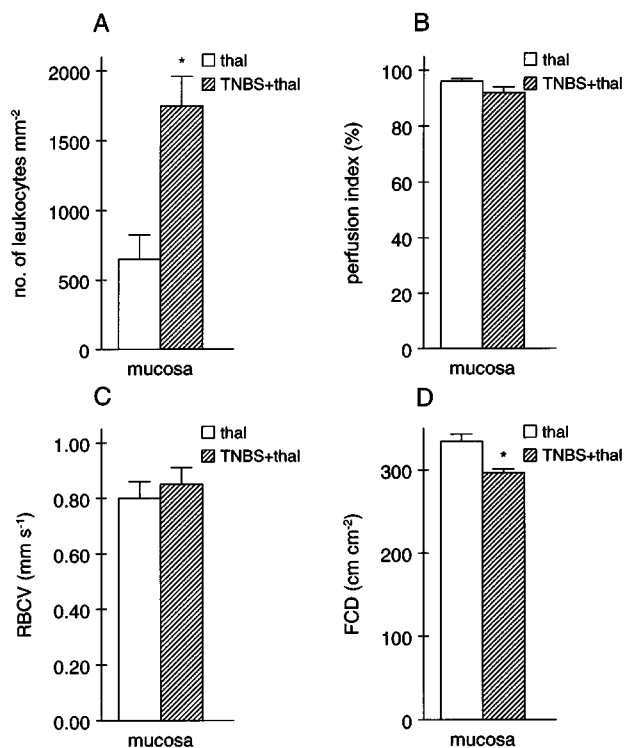 A
thal
TNBS+thal
*
no. of leukocytes mm-2
2000
1500
1000
500
0
mucosa
B
thal
TNBS+thal
perfusion index (%)
100
80
60
40
20
0
mucosa
C
thal
TNBS+thal
RBCV (mm s-1)
1.00
0.80
0.60
0.40
0.20
0.00
mucosa
D
thal
TNBS+thal
*
FCD (cm cm-2)
300
200
100
0
mucosa